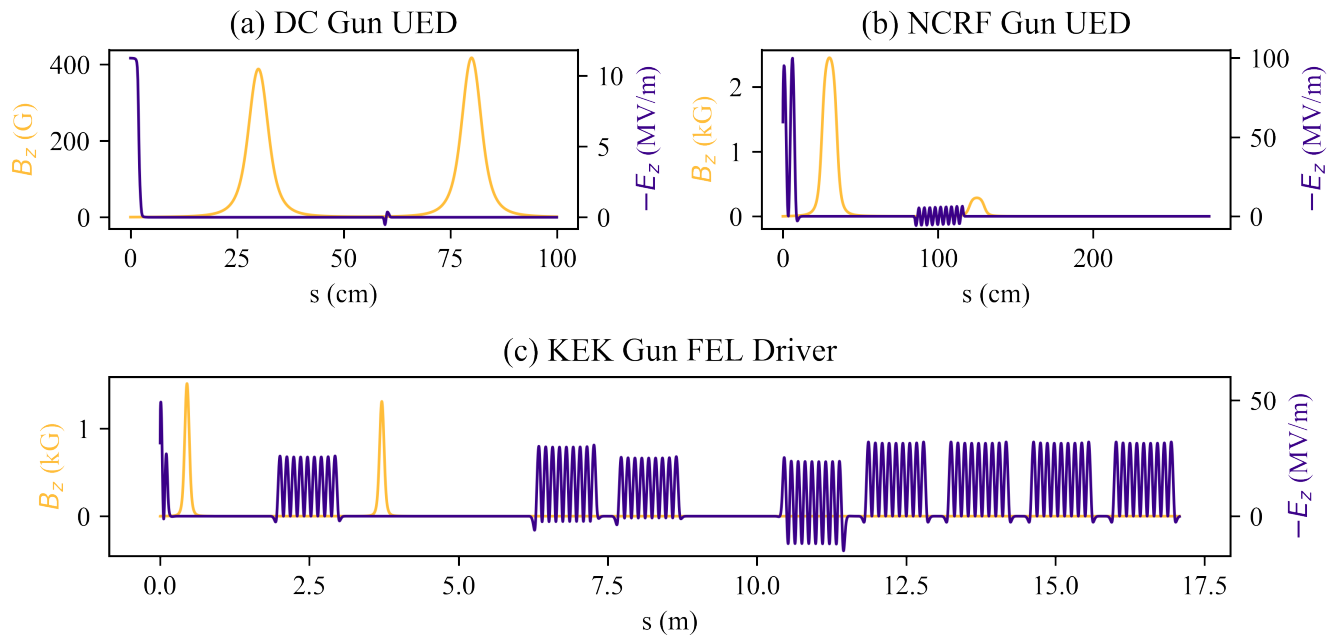 (a) DC Gun UED
400
200
0
B_z (G)
10
5
0
−E_z (MV/m)
0 25 50 75 100
s (cm)
(b) NCRF Gun UED
2
1
0
B_z (kG)
100
50
0
−E_z (MV/m)
0 100 200
s (cm)
(c) KEK Gun FEL Driver
1
0
B_z (kG)
50
0
−E_z (MV/m)
0.0 2.5 5.0 7.5 10.0 12.5 15.0 17.5
s (m)